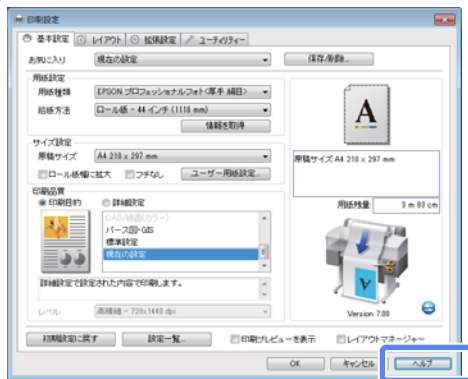 印刷設定
基本設定 レイアウト 拡張設定 ユーティリティー
お気に入り 現在の設定 保存/削除...
用紙設定
用紙種類 EPSON プロフェッショナルフォト<厚手 絹目>
給紙方法 ロール紙 - 44 インチ (1118 mm)
情報を取得
サイズ設定
原稿サイズ A4 210 x 297 mm
ロール紙幅に拡大 フチなし ユーザー用紙設定...
A
原稿サイズ:A4 210 x 297 mm
印刷品質
印刷目的 詳細設定
CAD/線画(カラー)
パース図・GIS
標準設定
現在の設定
詳細設定で設定された内容で印刷します。
レベル 高精細 - 720x1440 dpi
用紙残量 3 m 83 cm
A
Version 7.00
初期設定に戻す 設定一覧... 印刷プレビューを表示 レイアウトマネージャー
OK キャンセル ヘルプ